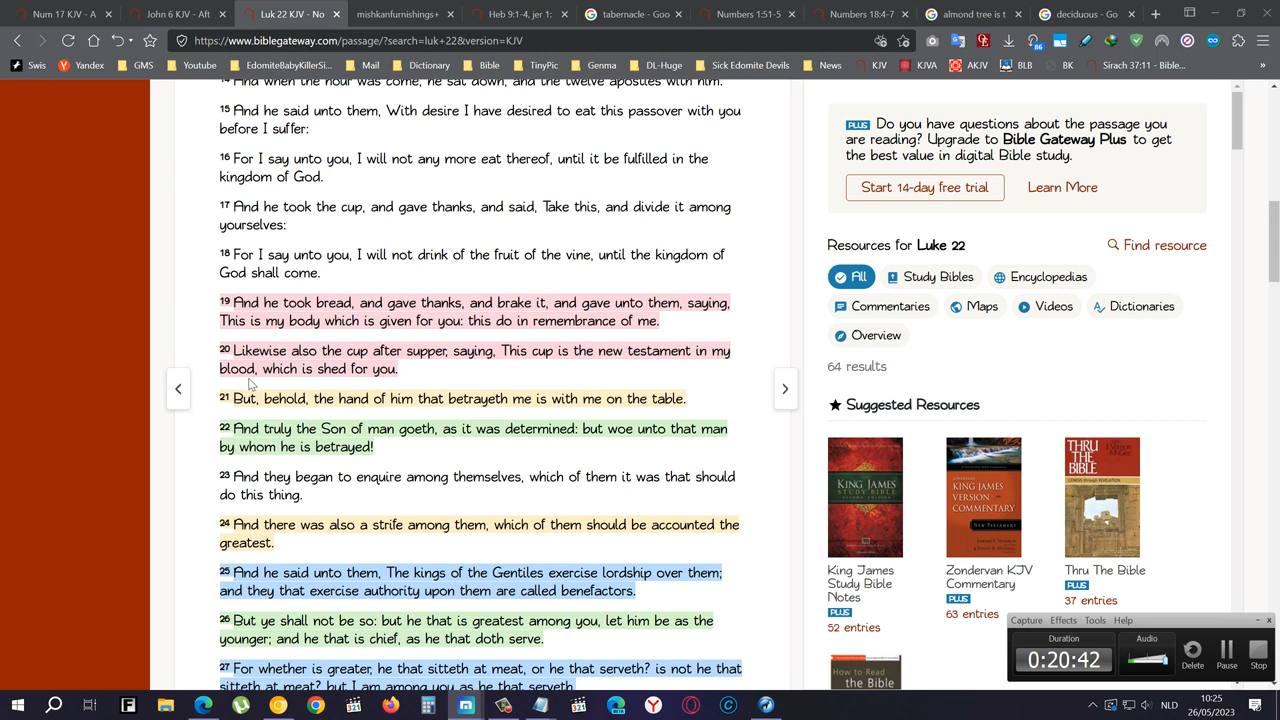 Num 17 KJV - A
John 6 KJV - Aft
Luk 22 KJV - No
mishkanfurnishings+
Heb 9:1-4, jer 1:
tabernacle - Goo
Numbers 1:51-5
Numbers 18:4-7
almond tree is t
deciduous - Go
https://www.biblegateway.com/passage/?search=luk+22&version=KJV
86
Swis
Yandex
GMS
Youtube
EdomiteBabyKillerSi...
Mail
Dictionary
Bible
TinyPic
Genma
DL-Huge
Sick Edomite Devils
News
KJV
KJVA
AKJV
BLB
BK
Sirach 37:11 - Bible...
14 And when the hour was come, he sat down, and the twelve apostles with him.
15 And he said unto them, With desire I have desired to eat this passover with you
before I suffer:
16 For I say unto you, I will not any more eat thereof, until it be fulfilled in the
kingdom of God.
17 And he took the cup, and gave thanks, and said, Take this, and divide it among
yourselves:
18 For I say unto you, I will not drink of the fruit of the vine, until the kingdom of
God shall come.
19 And he took bread, and gave thanks, and brake it, and gave unto them, saying,
This is my body which is given for you: this do in remembrance of me.
20 Likewise also the cup after supper, saying, This cup is the new testament in my
blood, which is shed for you.
21 But, behold, the hand of him that betrayeth me is with me on the table.
22 And truly the Son of man goeth, as it was determined: but woe unto that man
by whom he is betrayed!
23 And they began to enquire among themselves, which of them it was that should
do this thing.
24 And there was also a strife among them, which of them should be accounted the
greatest.
25 And he said unto them, The kings of the Gentiles exercise lordship over them;
and they that exercise authority upon them are called benefactors.
26 But ye shall not be so: but he that is greatest among you, let him be as the
younger; and he that is chief, as he that doth serve.
27 For whether is greater, he that sitteth at meat, or he that serveth? is not he that
sitteth at meat? but I am among you as he that serveth.
PLUS Do you have questions about the passage you
are reading? Upgrade to Bible Gateway Plus to get
the best value in digital Bible study.
Start 14-day free trial
Learn More
Resources for Luke 22
Find resource
All
Study Bibles
Encyclopedias
Commentaries
Maps
Videos
Dictionaries
Overview
64 results
Suggested Resources
KING JAMES
STUDY BIBLE
KING JAMES
VERSION
COMMENTARY
NEW TESTAMENT
THRU
THE
BIBLE
GENESIS through REVELATION
King James
Study Bible
Notes
PLUS
52 entries
Zondervan KJV
Commentary
PLUS
63 entries
Thru The Bible
PLUS
37 entries
How to Read
the Bible
Capture
Effects
Tools
Help
Duration
0:20:42
Audio
Delete
Pause
Stop
NLD
10:25
26/05/2023